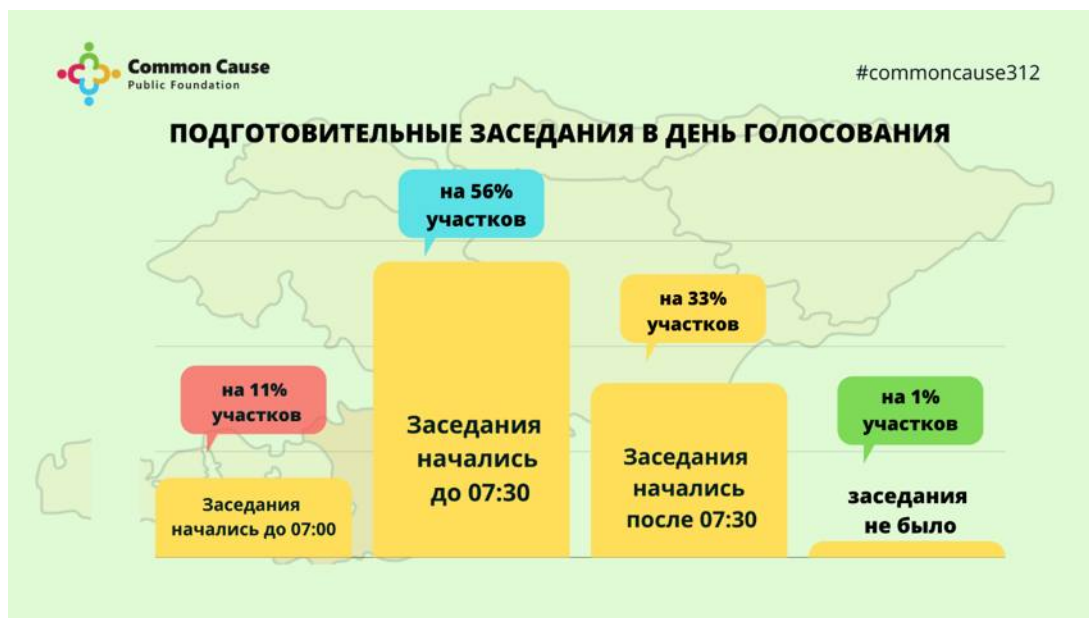 Common Cause
Public Foundation
#commoncause312
ПОДГОТОВИТЕЛЬНЫЕ ЗАСЕДАНИЯ В ДЕНЬ ГОЛОСОВАНИЯ
на 11%
участков
Заседания
начались до 07:00
на 56%
участков
Заседания
начались
до 07:30
на 33%
участков
Заседания
начались
после 07:30
на 1%
участков
заседания
не было